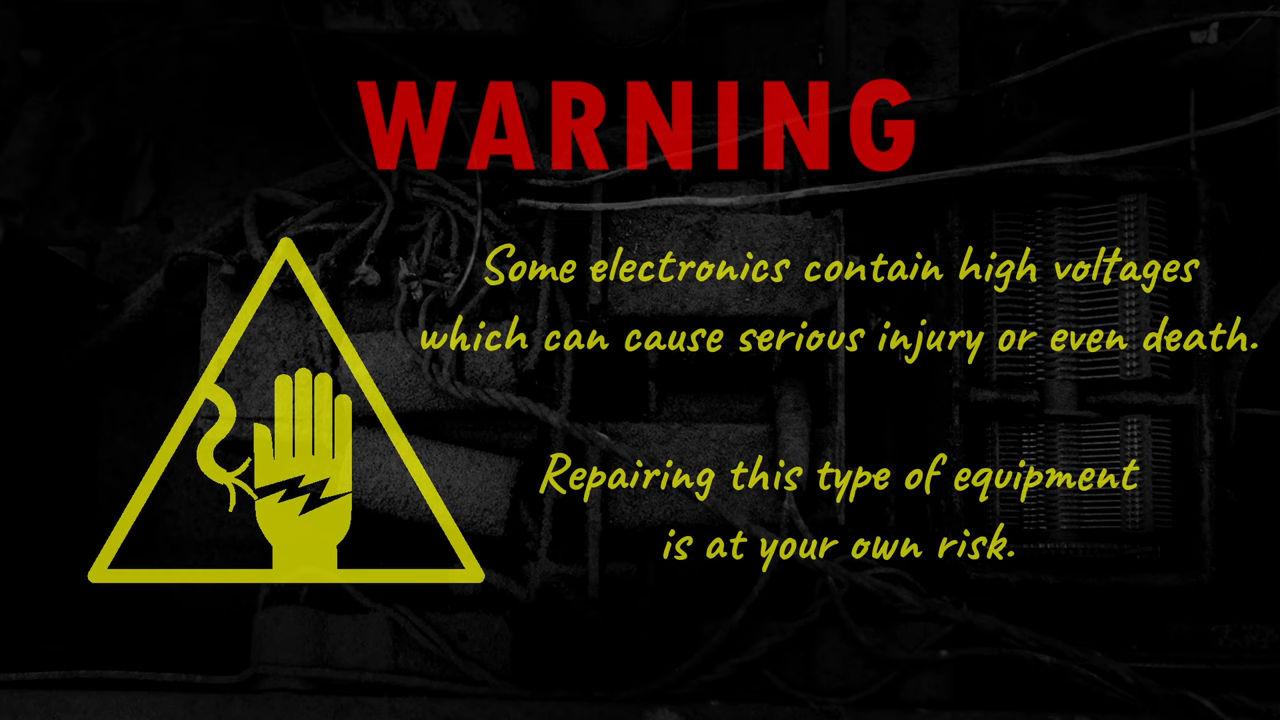 WARNING
Some electronics contain high voltages
which can cause serious injury or even death.
Repairing this type of equipment
is at your own risk.